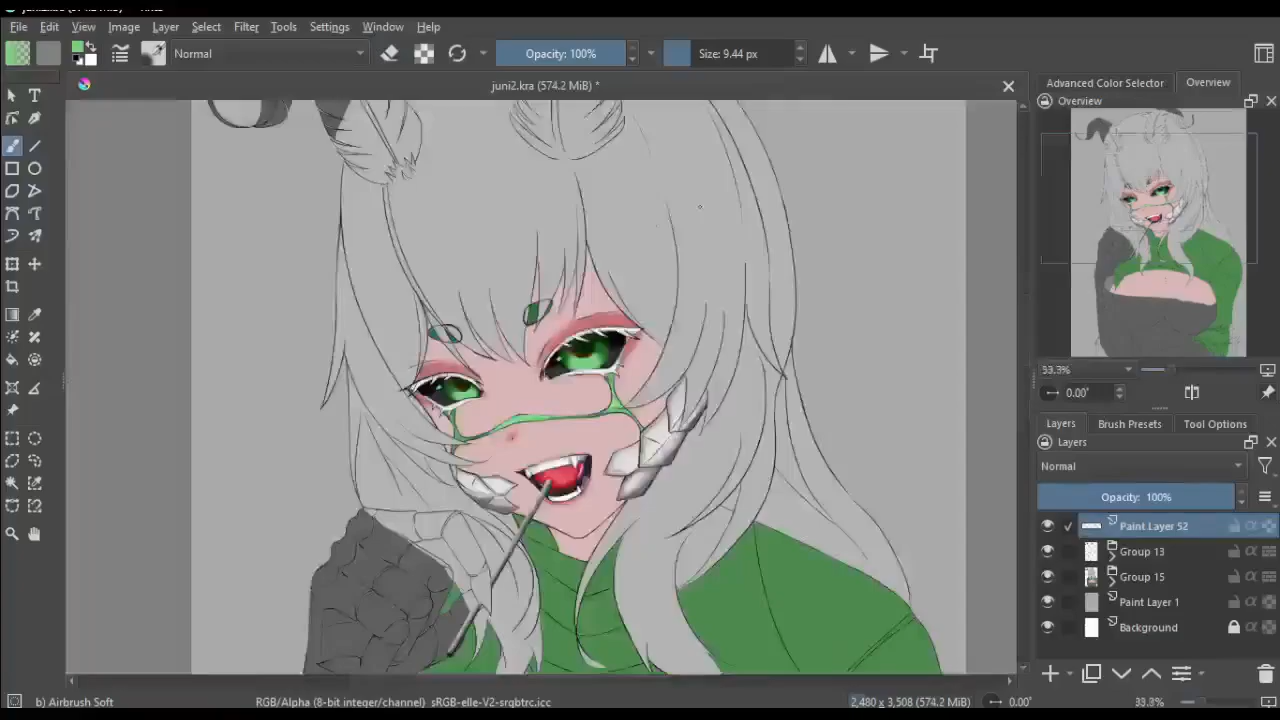 File Edit View Image Layer Select Filter Tools Settings Window Help
Normal Opacity: 100% Size: 9.44 px
juni2.kra (574.2 MiB) *
Advanced Color Selector Overview
Overview
53.3%
0.00°
Layers Brush Presets Tool Options
Layers
Normal
Opacity: 100%
Paint Layer 52
Group 13
Group 15
Paint Layer 1
Background
b) Airbrush Soft RGB/Alpha (8-bit integer/channel) sRGB-elle-V2-srgbtrc.icc 2,480 x 3,508 (574.2 MiB) 0.00° 33.3%